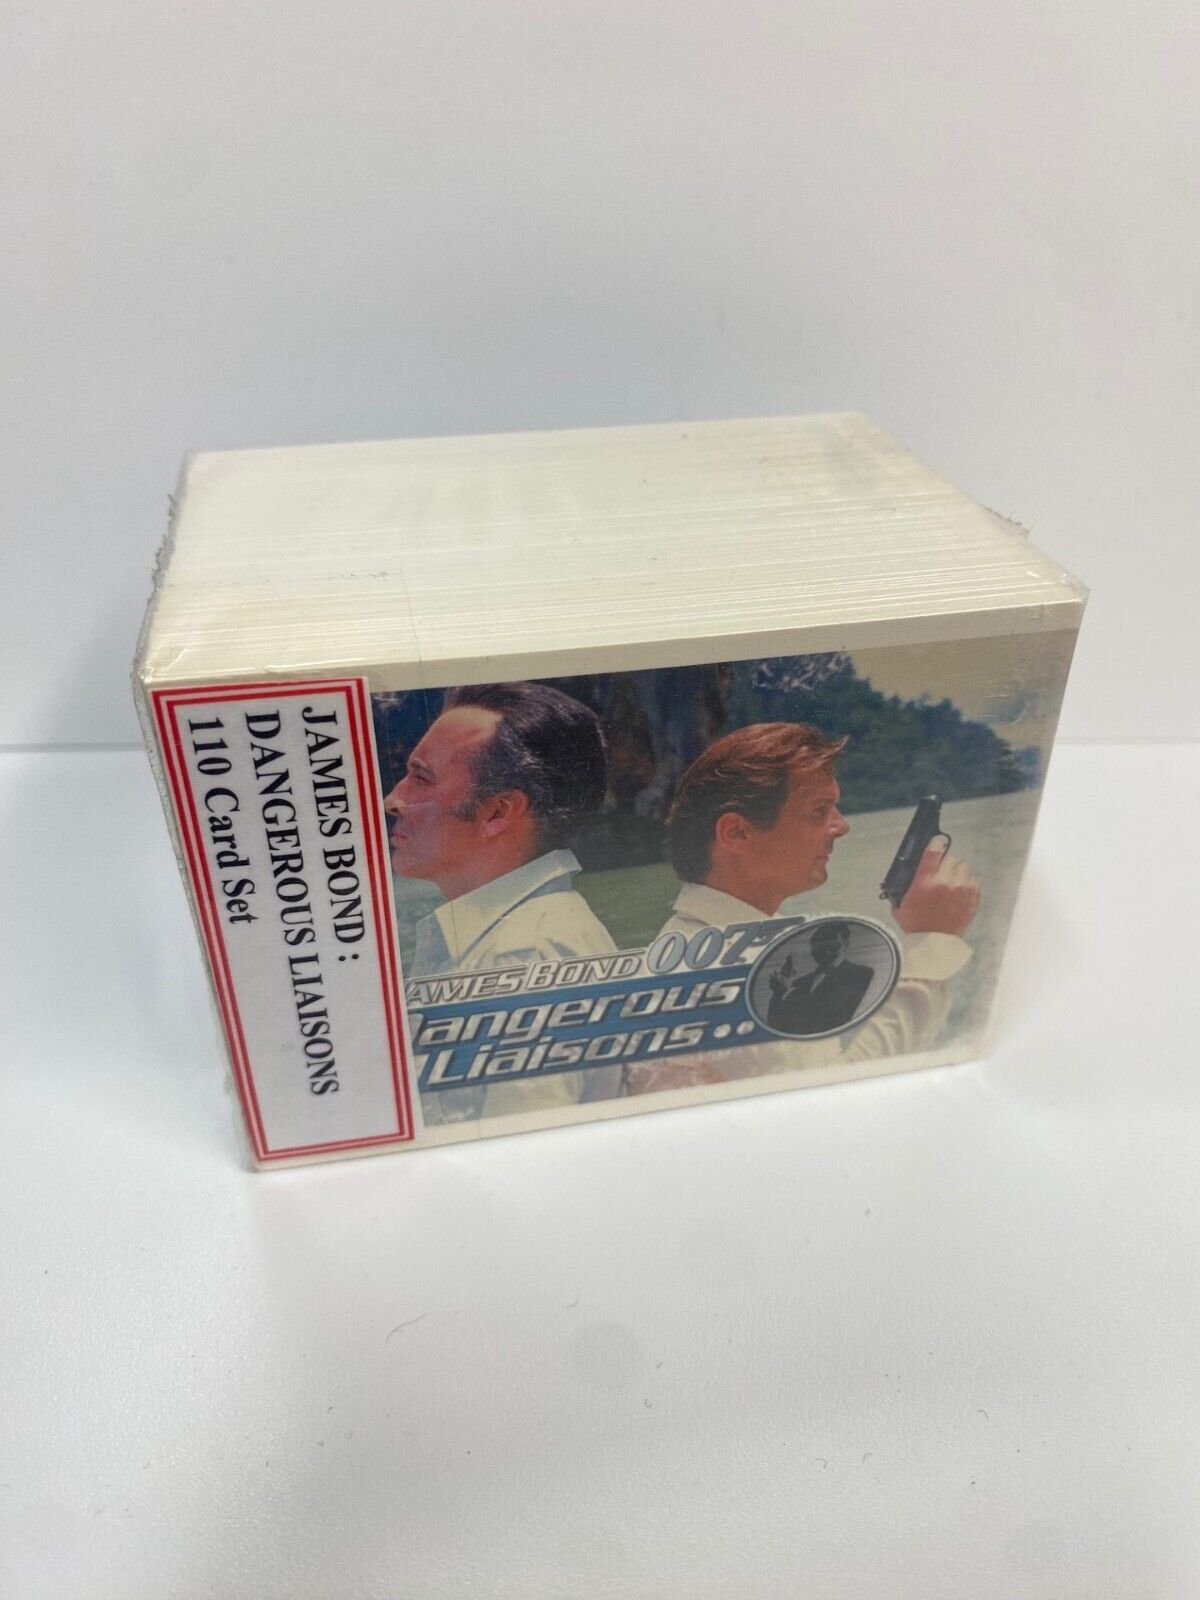 JAMES BOND :
DANGEROUS LIAISONS
110 Card Set
JAMES BOND 007
Dangerous
Liaisons..